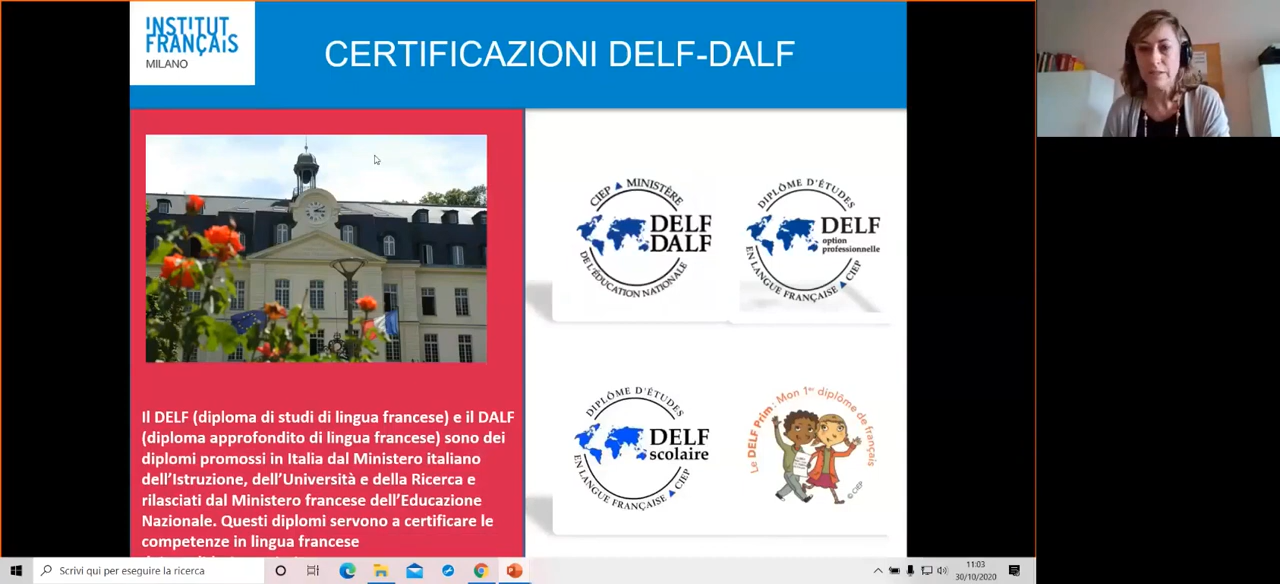 INSTITUT
FRANÇAIS
MILANO
CERTIFICAZIONI DELF-DALF
CIEP ▲ MINISTÈRE
DELF
DALF
DE L'ÉDUCATION NATIONALE
DIPLÔME D'ÉTUDES
DELF
option
professionnelle
EN LANGUE FRANÇAISE ▲ CIEP
Il DELF (diploma di studi di lingua francese) e il DALF
(diploma approfondito di lingua francese) sono dei
diplomi promossi in Italia dal Ministero italiano
dell'Istruzione, dell'Università e della Ricerca e
rilasciati dal Ministero francese dell'Educazione
Nazionale. Questi diplomi servono a certificare le
competenze in lingua francese
DIPLÔME D'ÉTUDES
DELF
scolaire
EN LANGUE FRANÇAISE ▲ CIEP
Le DELF Prim : Mon 1er diplôme de français
© CIEP
Scrivi qui per eseguire la ricerca
11:03
30/10/2020